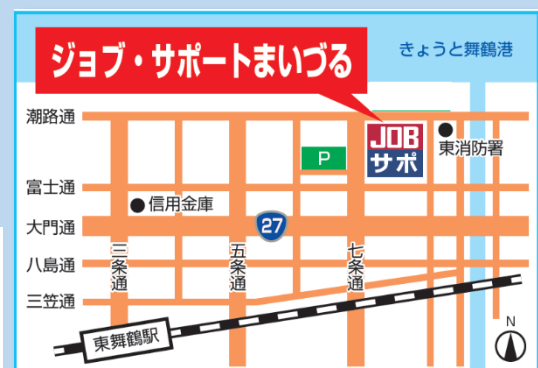 ジョブ・サポートまいづる
きょうと舞鶴港
潮路通
JOB
サポ
東消防署
P
富士通
信用金庫
大門通
27
八島通
三条通
五条通
七条通
三笠通
東舞鶴駅
N